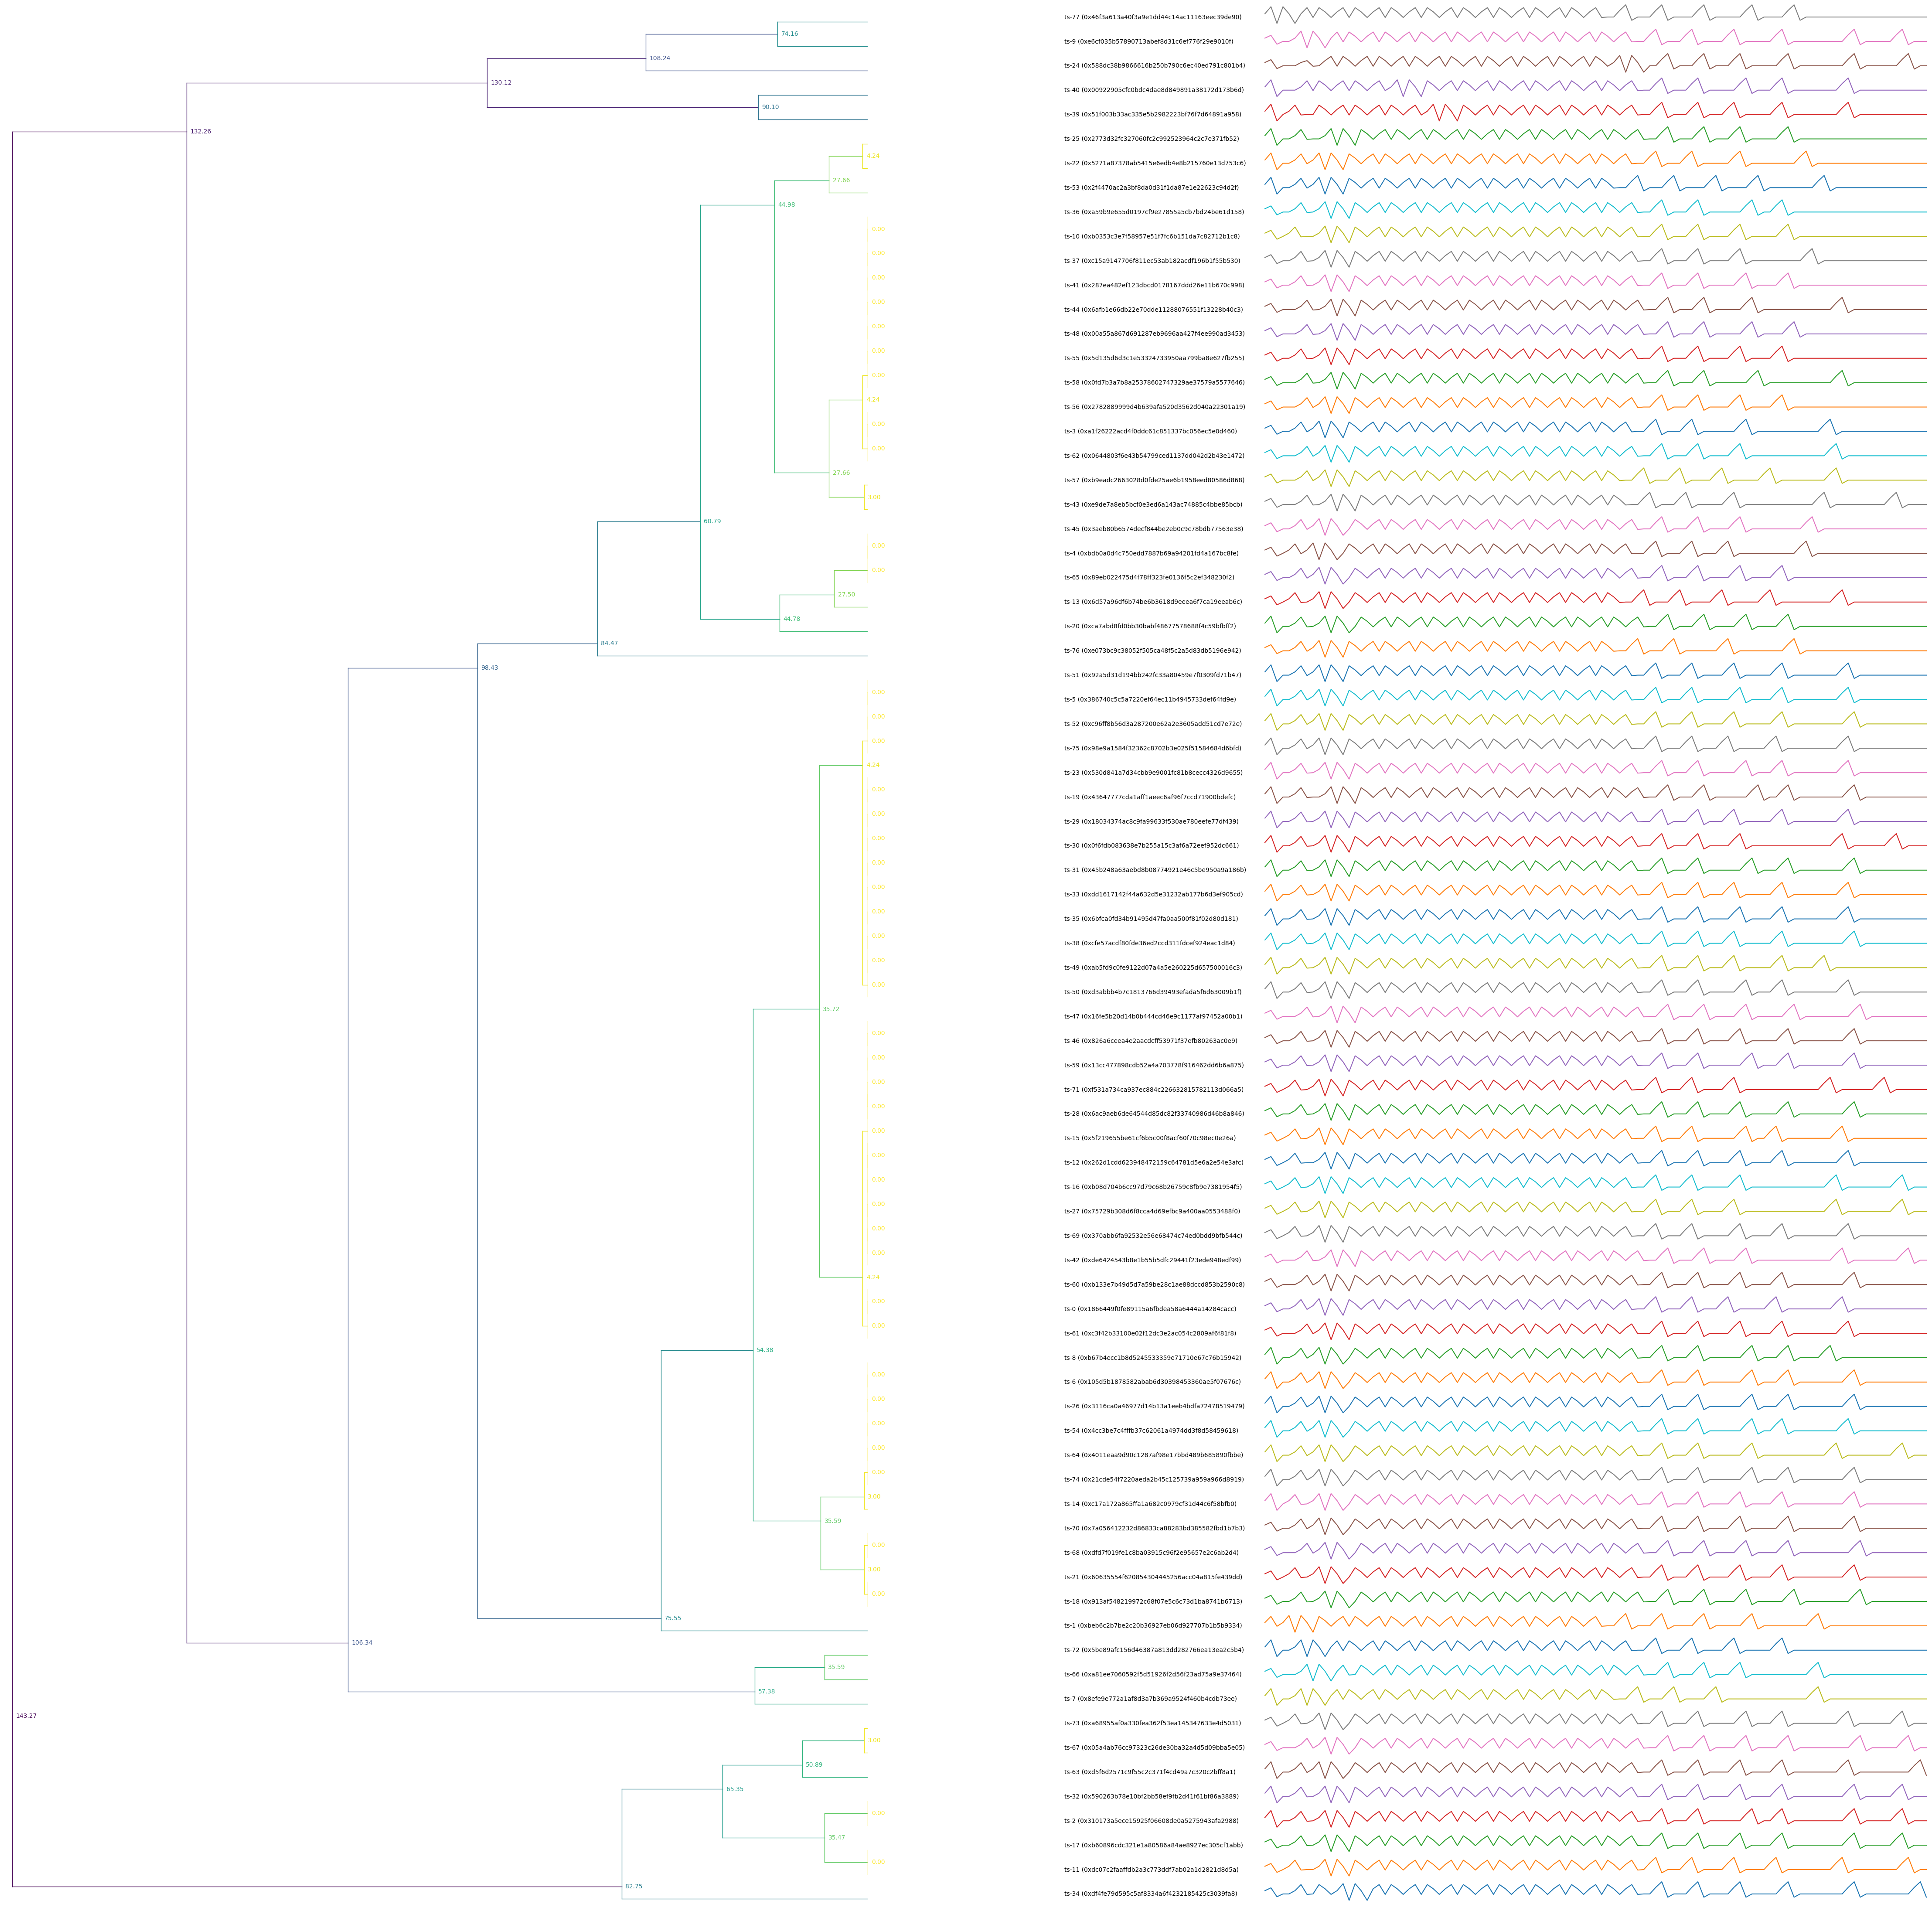 74.16
108.24
130.12
90.10
132.26
4.24
27.66
44.98
0.00
0.00
0.00
0.00
0.00
0.00
0.00
4.24
0.00
0.00
27.66
3.00
60.79
0.00
0.00
27.50
44.78
84.47
98.43
0.00
0.00
0.00
4.24
0.00
0.00
0.00
0.00
0.00
0.00
0.00
0.00
0.00
35.72
0.00
0.00
0.00
0.00
0.00
0.00
0.00
0.00
0.00
0.00
4.24
0.00
0.00
54.38
0.00
0.00
0.00
0.00
0.00
3.00
35.59
0.00
3.00
0.00
75.55
106.34
35.59
57.38
143.27
3.00
50.89
65.35
0.00
35.47
0.00
82.75
ts-77 (0x46f3a613a40f3a9e1dd44c14ac11163eec39de90)
ts-9 (0xe6cf035b57890713abef8d31c6ef776f29e9010f)
ts-24 (0x588dc38b9866616b250b790c6ec40ed791c801b4)
ts-40 (0x00922905cfc0bdc4dae8d849891a38172d173b6d)
ts-39 (0x51f003b33ac335e5b2982223bf76f7d64891a958)
ts-25 (0x2773d32fc327060fc2c992523964c2c7e371fb52)
ts-22 (0x5271a87378ab5415e6edb4e8b215760e13d753c6)
ts-53 (0x2f4470ac2a3bf8da0d31f1da87e1e22623c94d2f)
ts-36 (0xa59b9e655d0197cf9e27855a5cb7bd24be61d158)
ts-10 (0xb0353c3e7f58957e51f7fc6b151da7c82712b1c8)
ts-37 (0xc15a9147706f811ec53ab182acdf196b1f55b530)
ts-41 (0x287ea482ef123dbcd0178167ddd26e11b670c998)
ts-44 (0x6afb1e66db22e70dde11288076551f13228b40c3)
ts-48 (0x00a55a867d691287eb9696aa427f4ee990ad3453)
ts-55 (0x5d135d6d3c1e53324733950aa799ba8e627fb255)
ts-58 (0x0fd7b3a7b8a25378602747329ae37579a5577646)
ts-56 (0x2782889999d4b639afa520d3562d040a22301a19)
ts-3 (0xa1f26222acd4f0ddc61c851337bc056ec5e0d460)
ts-62 (0x0644803f6e43b54799ced1137dd042d2b43e1472)
ts-57 (0xb9eadc2663028d0fde25ae6b1958eed80586d868)
ts-43 (0xe9de7a8eb5bcf0e3ed6a143ac74885c4bbe85bcb)
ts-45 (0x3aeb80b6574decf844be2eb0c9c78bdb77563e38)
ts-4 (0xbdb0a0d4c750edd7887b69a94201fd4a167bc8fe)
ts-65 (0x89eb022475d4f78ff323fe0136f5c2ef348230f2)
ts-13 (0x6d57a96df6b74be6b3618d9eeea6f7ca19eeab6c)
ts-20 (0xca7abd8fd0bb30babf48677578688f4c59bfbff2)
ts-76 (0xe073bc9c38052f505ca48f5c2a5d83db5196e942)
ts-51 (0x92a5d31d194bb242fc33a80459e7f0309fd71b47)
ts-5 (0x386740c5c5a7220ef64ec11b4945733def64fd9e)
ts-52 (0xc96ff8b56d3a287200e62a2e3605add51cd7e72e)
ts-75 (0x98e9a1584f32362c8702b3e025f51584684d6bfd)
ts-23 (0x530d841a7d34cbb9e9001fc81b8cecc4326d9655)
ts-19 (0x43647777cda1aff1aeec6af96f7ccd71900bdefc)
ts-29 (0x18034374ac8c9fa99633f530ae780eefe77df439)
ts-30 (0x0f6fdb083638e7b255a15c3af6a72eef952dc661)
ts-31 (0x45b248a63aebd8b08774921e46c5be950a9a186b)
ts-33 (0xdd1617142f44a632d5e31232ab177b6d3ef905cd)
ts-35 (0x6bfca0fd34b91495d47fa0aa500f81f02d80d181)
ts-38 (0xcfe57acdf80fde36ed2ccd311fdcef924eac1d84)
ts-49 (0xab5fd9c0fe9122d07a4a5e260225d657500016c3)
ts-50 (0xd3abbb4b7c1813766d39493efada5f6d63009b1f)
ts-47 (0x16fe5b20d14b0b444cd46e9c1177af97452a00b1)
ts-46 (0x826a6ceea4e2aacdcff53971f37efb80263ac0e9)
ts-59 (0x13cc477898cdb52a4a703778f916462dd6b6a875)
ts-71 (0xf531a734ca937ec884c226632815782113d066a5)
ts-28 (0x6ac9aeb6de64544d85dc82f33740986d46b8a846)
ts-15 (0x5f219655be61cf6b5c00f8acf60f70c98ec0e26a)
ts-12 (0x262d1cdd623948472159c64781d5e6a2e54e3afc)
ts-16 (0xb08d704b6cc97d79c68b26759c8fb9e7381954f5)
ts-27 (0x75729b308d6f8cca4d69efbc9a400aa0553488f0)
ts-69 (0x370abb6fa92532e56e68474c74ed0bdd9bfb544c)
ts-42 (0xde6424543b8e1b55b5dfc29441f23ede948edf99)
ts-60 (0xb133e7b49d5d7a59be28c1ae88dccd853b2590c8)
ts-0 (0x1866449f0fe89115a6fbdea58a6444a14284cacc)
ts-61 (0xc3f42b33100e02f12dc3e2ac054c2809af6f81f8)
ts-8 (0xb67b4ecc1b8d5245533359e71710e67c76b15942)
ts-6 (0x105d5b1878582abab6d30398453360ae5f07676c)
ts-26 (0x3116ca0a46977d14b13a1eeb4bdfa72478519479)
ts-54 (0x4cc3be7c4fffb37c62061a4974dd3f8d58459618)
ts-64 (0x4011eaa9d90c1287af98e17bbd489b685890fbbe)
ts-74 (0x21cde54f7220aeda2b45c125739a959a966d8919)
ts-14 (0xc17a172a865ffa1a682c0979cf31d44c6f58bfb0)
ts-70 (0x7a056412232d86833ca88283bd385582fbd1b7b3)
ts-68 (0xdfd7f019fe1c8ba03915c96f2e95657e2c6ab2d4)
ts-21 (0x60635554f620854304445256acc04a815fe439dd)
ts-18 (0x913af548219972c68f07e5c6c73d1ba8741b6713)
ts-1 (0xbeb6c2b7be2c20b36927eb06d927707b1b5b9334)
ts-72 (0x5be89afc156d46387a813dd282766ea13ea2c5b4)
ts-66 (0xa81ee7060592f5d51926f2d56f23ad75a9e37464)
ts-7 (0x8efe9e772a1af8d3a7b369a9524f460b4cdb73ee)
ts-73 (0xa68955af0a330fea362f53ea145347633e4d5031)
ts-67 (0x05a4ab76cc97323c26de30ba32a4d5d09bba5e05)
ts-63 (0xd5f6d2571c9f55c2c371f4cd49a7c320c2bff8a1)
ts-32 (0x590263b78e10bf2bb58ef9fb2d41f61bf86a3889)
ts-2 (0x310173a5ece15925f06608de0a5275943afa2988)
ts-17 (0xb60896cdc321e1a80586a84ae8927ec305cf1abb)
ts-11 (0xdc07c2faaffdb2a3c773ddf7ab02a1d2821d8d5a)
ts-34 (0xdf4fe79d595c5af8334a6f4232185425c3039fa8)